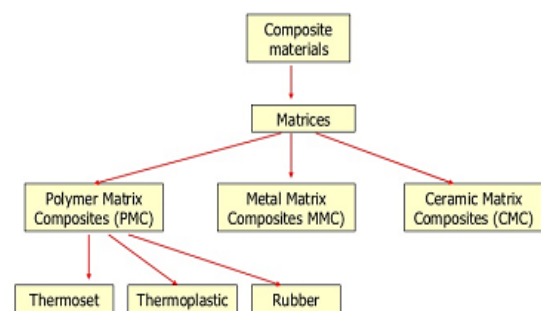 Composite
materials
Matrices
Polymer Matrix
Composites (PMC)
Metal Matrix
Composites MMC)
Ceramic Matrix
Composites (CMC)
Thermoset
Thermoplastic
Rubber